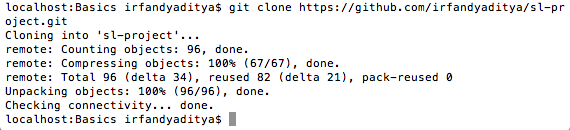 localhost:Basics irfandyaditya$ git clone https://github.com/irfandyaditya/sl-pr
oject.git
Cloning into 'sl-project'...
remote: Counting objects: 96, done.
remote: Compressing objects: 100% (67/67), done.
remote: Total 96 (delta 34), reused 82 (delta 21), pack-reused 0
Unpacking objects: 100% (96/96), done.
Checking connectivity... done.
localhost:Basics irfandyaditya$